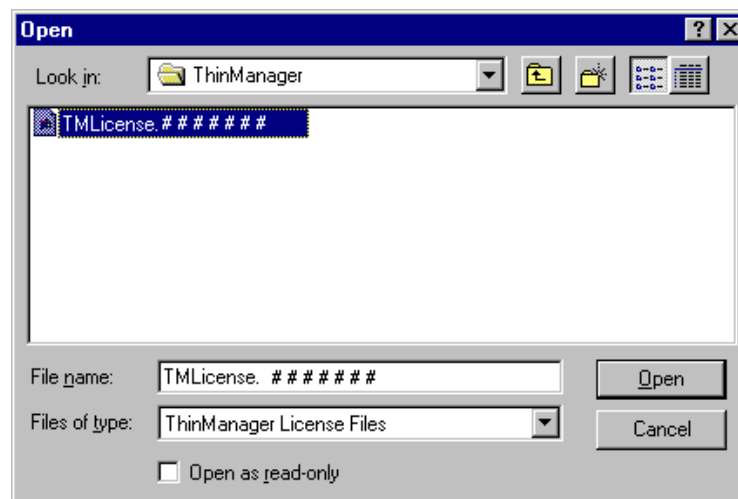 Open
Look in: ThinManager
TMLicense.#######
File name: TMLicense. #######
Open
Files of type: ThinManager License Files
Cancel
Open as read-only